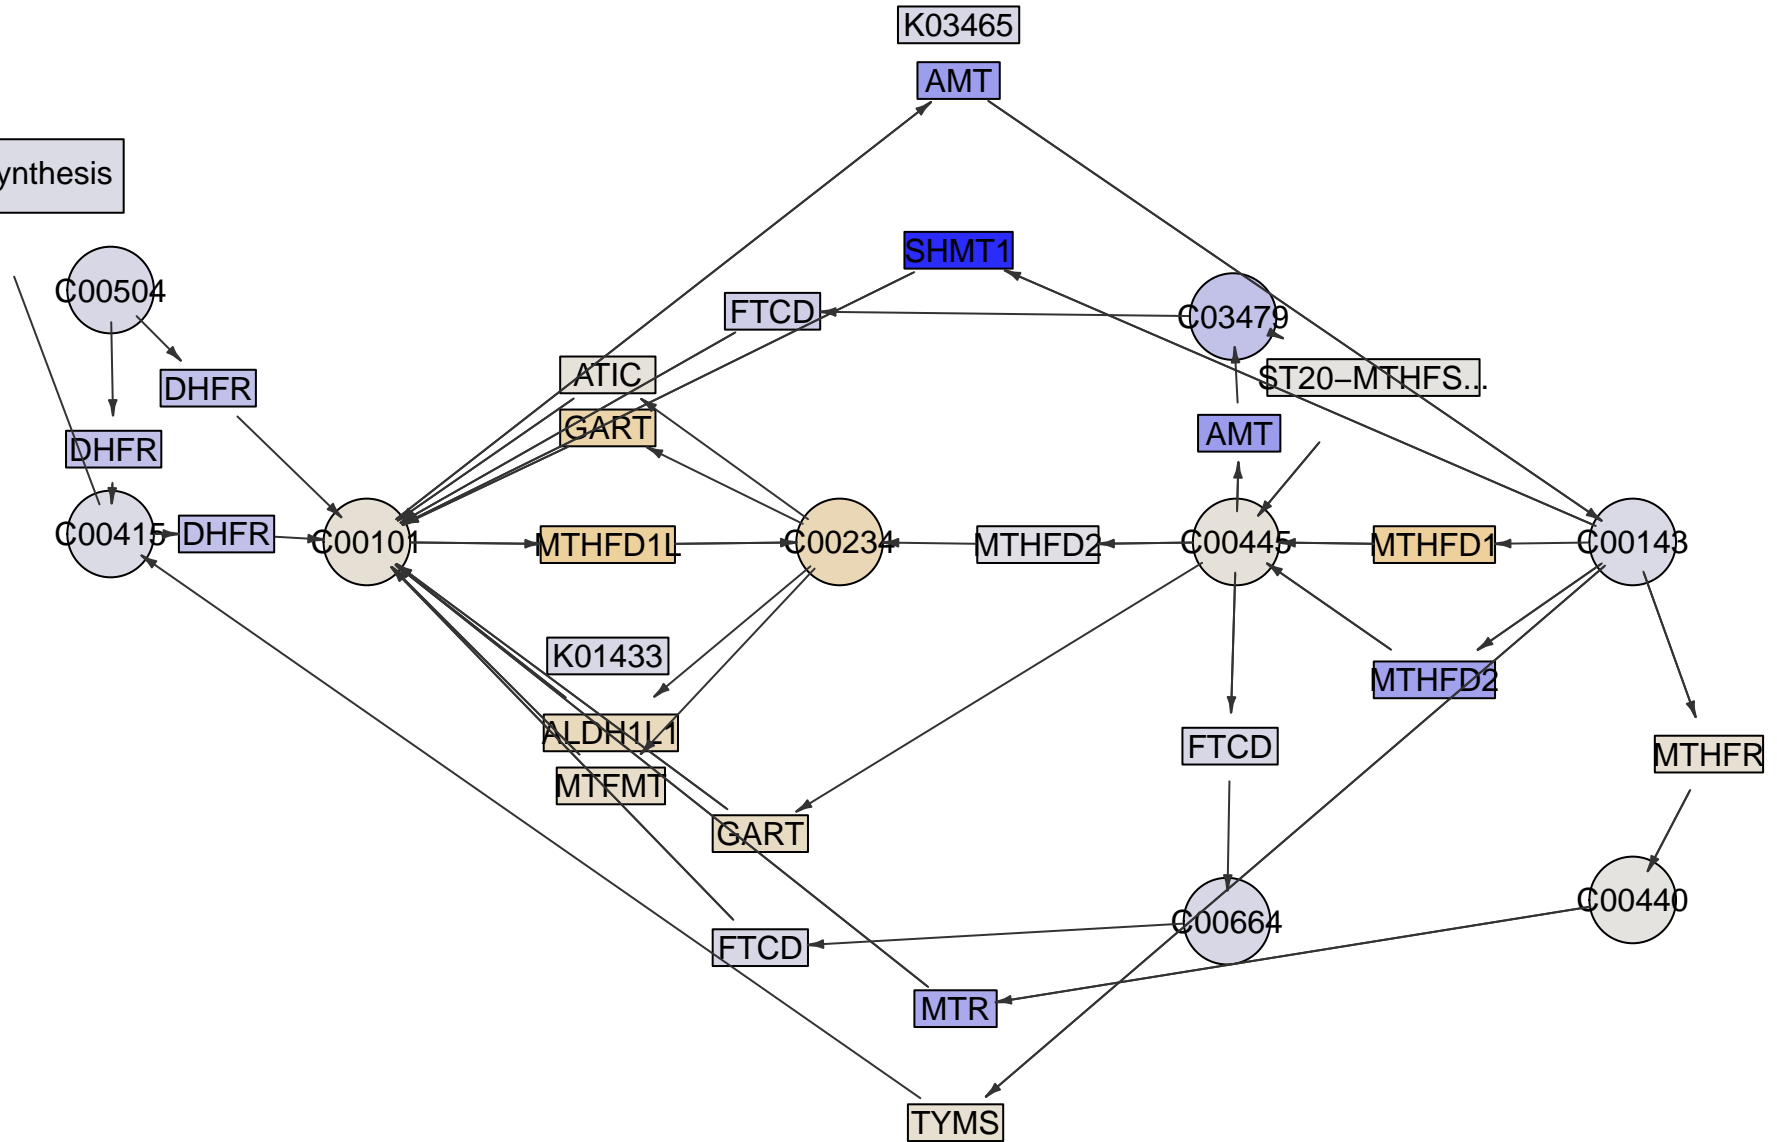 K03465
AMT
ynthesis
SHMT1
C00504
FTCD
C03479
ATIC
ST20−MTHFS...
DHFR
GART
AMT
DHFR
C00415
DHFR
C00101
MTHFD1L
C00234
MTHFD2
C00445
MTHFD1
C00143
K01433
MTHFD2
ALDH1L1
FTCD
MTHFR
MTFMT
GART
C00664
C00440
FTCD
MTR
TYMS